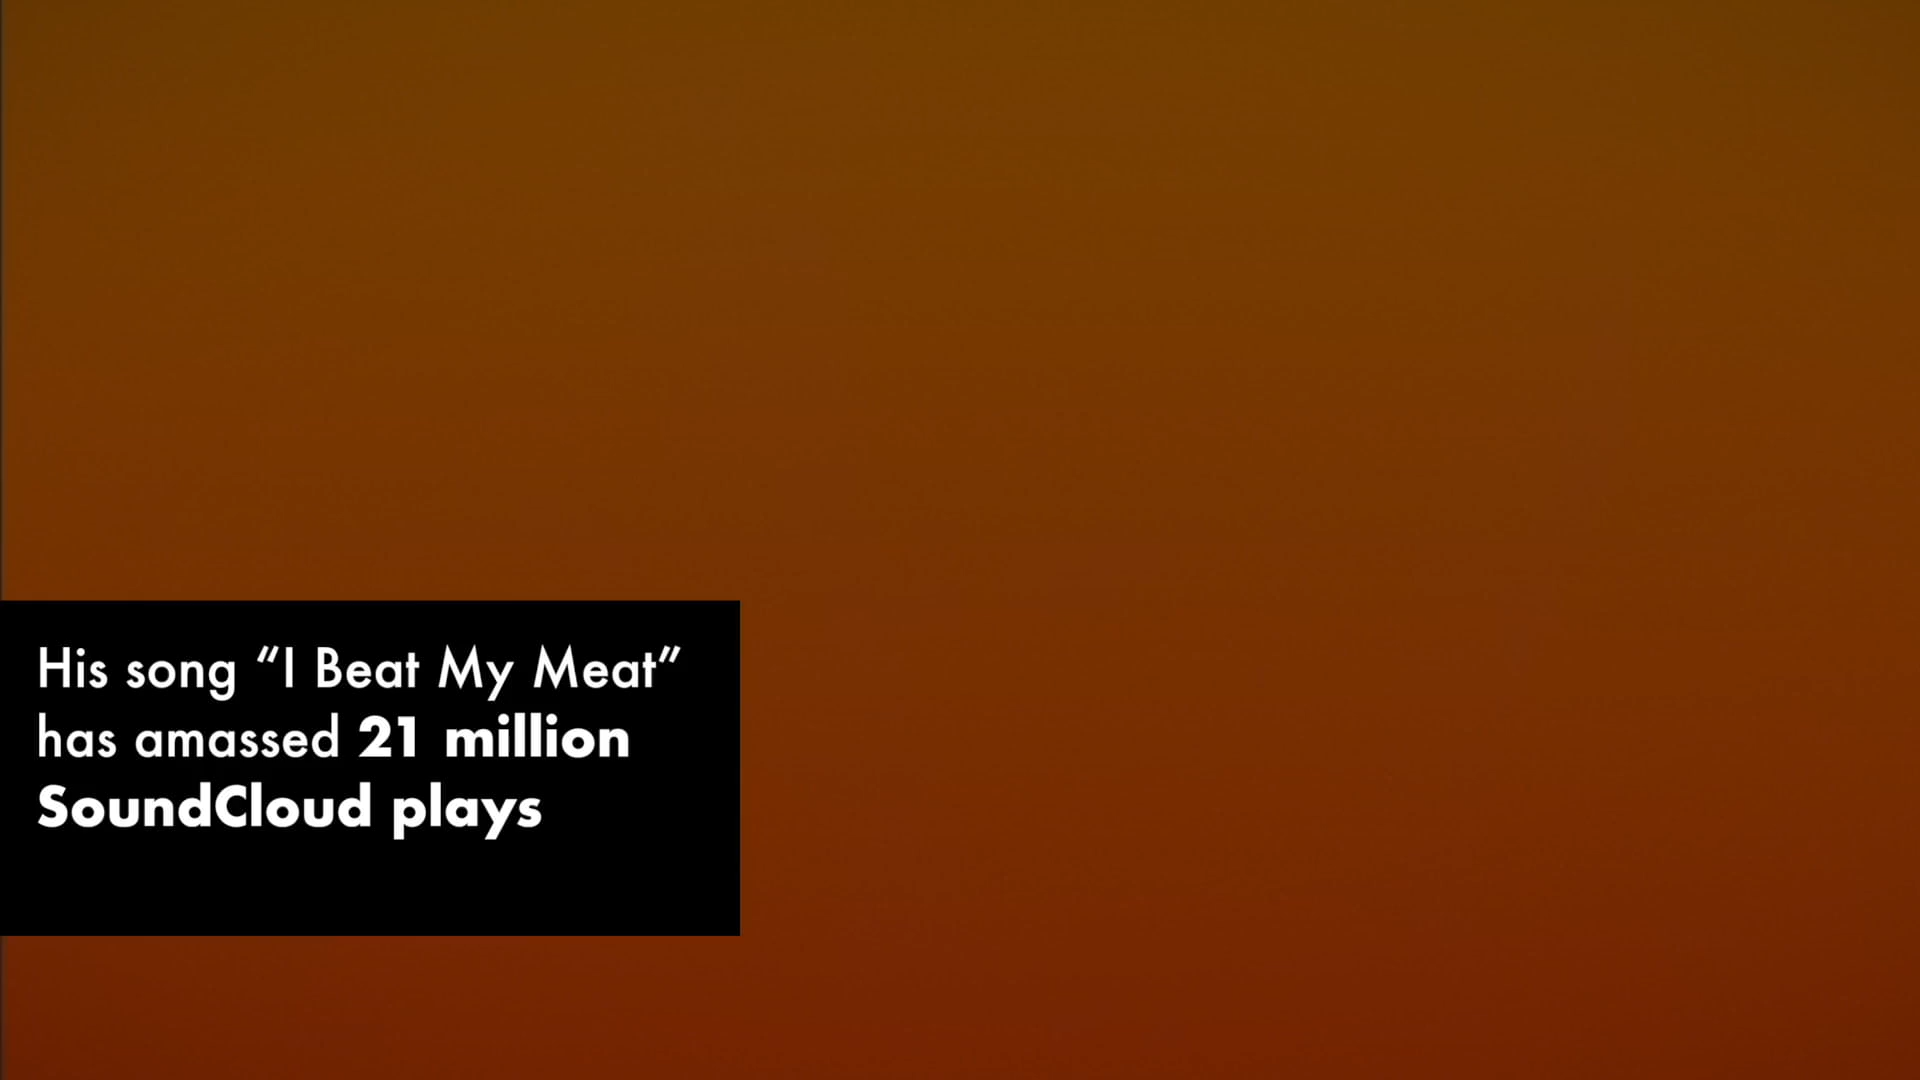 His song “I Beat My Meat”
has amassed 21 million
SoundCloud plays